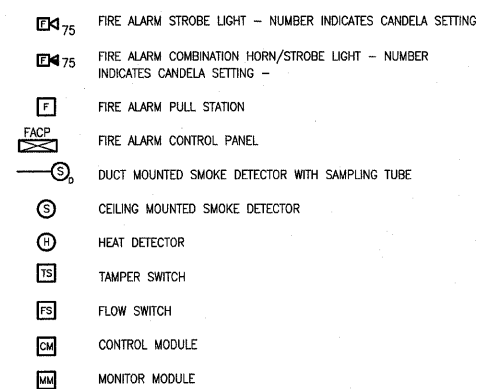 F 75 FIRE ALARM STROBE LIGHT – NUMBER INDICATES CANDELA SETTING
F 75 FIRE ALARM COMBINATION HORN/STROBE LIGHT – NUMBER
INDICATES CANDELA SETTING –
F FIRE ALARM PULL STATION
FACP
FIRE ALARM CONTROL PANEL
S D DUCT MOUNTED SMOKE DETECTOR WITH SAMPLING TUBE
S CEILING MOUNTED SMOKE DETECTOR
H HEAT DETECTOR
TS TAMPER SWITCH
FS FLOW SWITCH
CM CONTROL MODULE
MM MONITOR MODULE